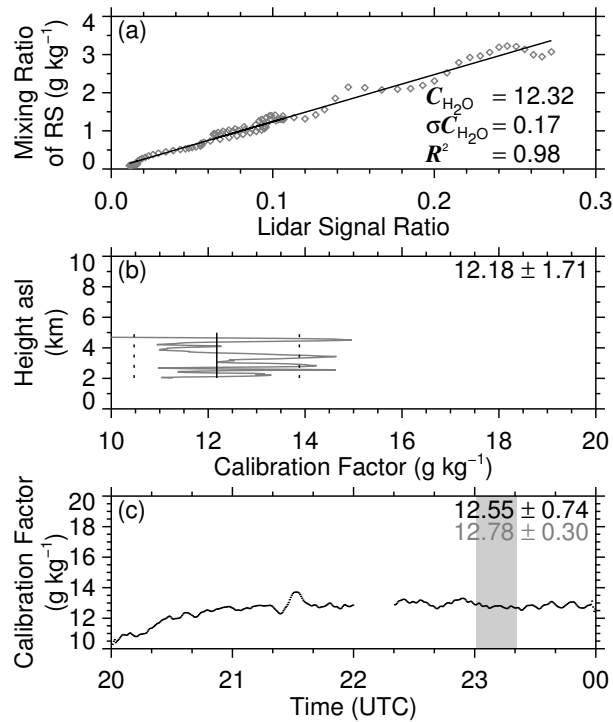 (a)
Mixing Ratio
of RS (g kg⁻¹)
4
3
2
1
0
C_H₂O = 12.32
σC_H₂O = 0.17
R² = 0.98
0.0 0.1 0.2 0.3
Lidar Signal Ratio
(b)
12.18 ± 1.71
Height asl
(km)
10
8
6
4
2
0
10 12 14 16 18 20
Calibration Factor (g kg⁻¹)
(c)
12.55 ± 0.74
12.78 ± 0.30
Calibration Factor
(g kg⁻¹)
20
18
16
14
12
10
20 21 22 23 00
Time (UTC)